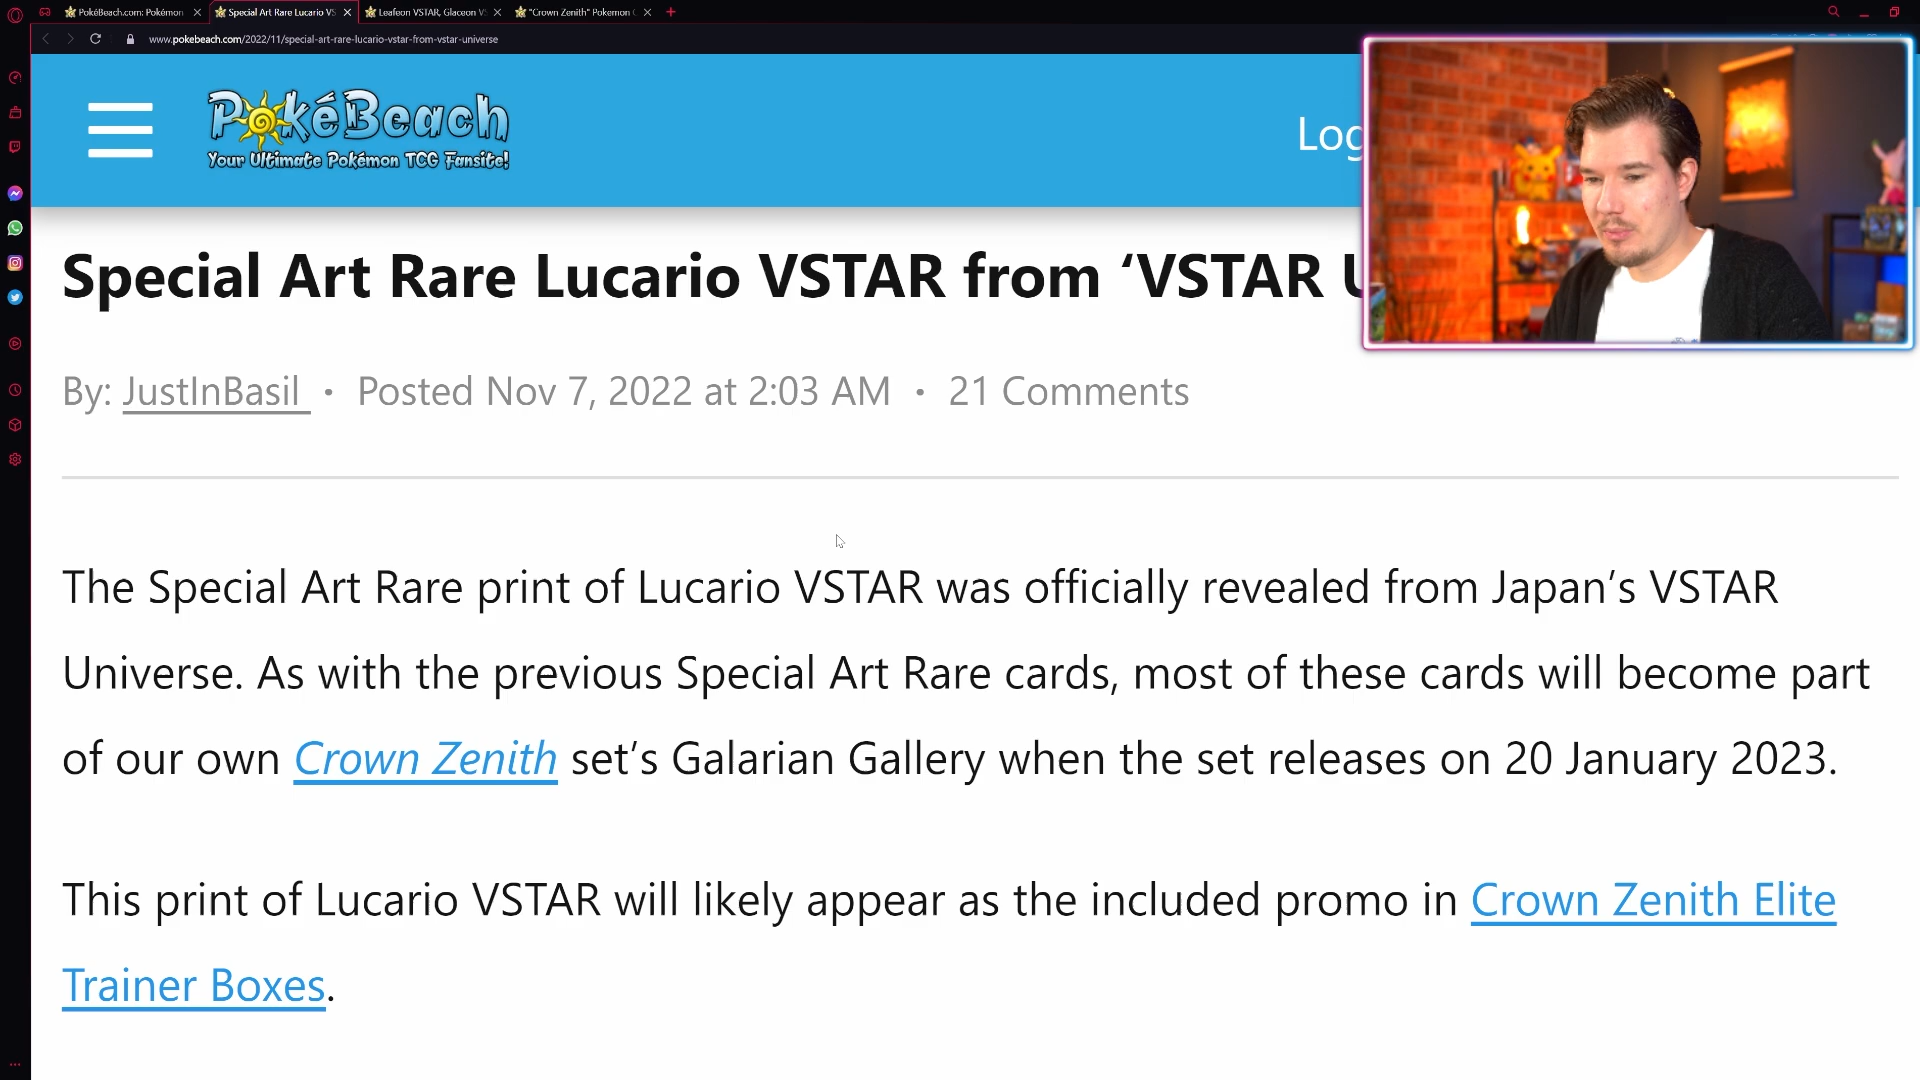 PokéBeach.com: Pokémon
Special Art Rare Lucario VS
Leafeon VSTAR, Glaceon VS
"Crown Zenith" Pokemon
www.pokebeach.com/2022/11/special-art-rare-lucario-vstar-from-vstar-universe
PokéBeach
Your Ultimate Pokémon TCG Fansite!
Log
Special Art Rare Lucario VSTAR from ‘VSTAR U
By: JustInBasil • Posted Nov 7, 2022 at 2:03 AM • 21 Comments
The Special Art Rare print of Lucario VSTAR was officially revealed from Japan’s VSTAR
Universe. As with the previous Special Art Rare cards, most of these cards will become part
of our own Crown Zenith set’s Galarian Gallery when the set releases on 20 January 2023.
This print of Lucario VSTAR will likely appear as the included promo in Crown Zenith Elite
Trainer Boxes.